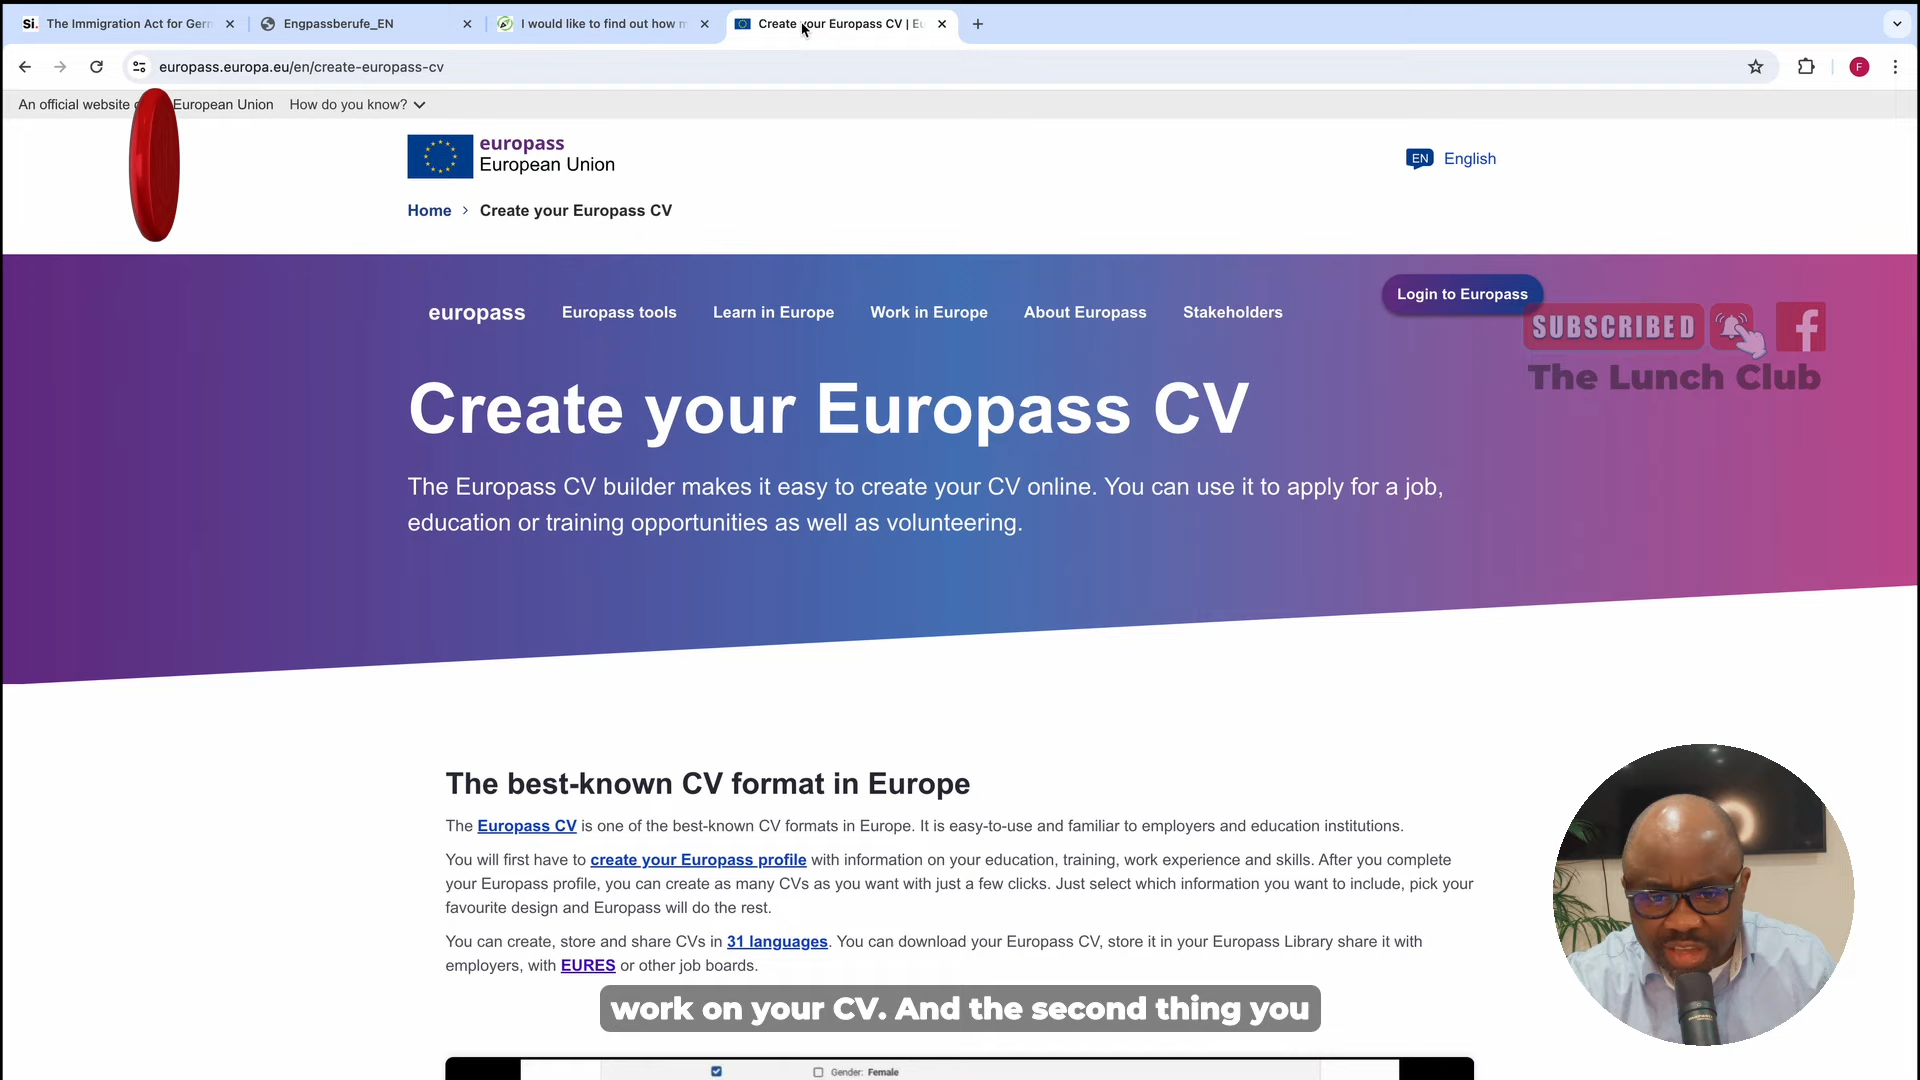 Si. The Immigration Act for Gern
Engpassberufe_EN
I would like to find out how m
Create your Europass CV | Eu
europass.europa.eu/en/create-europass-cv
F
An official website European Union How do you know?
europass
European Union
EN English
Home > Create your Europass CV
Login to Europass
europass Europass tools Learn in Europe Work in Europe About Europass Stakeholders
SUBSCRIBED
The Lunch Club
Create your Europass CV
The Europass CV builder makes it easy to create your CV online. You can use it to apply for a job,
education or training opportunities as well as volunteering.
The best-known CV format in Europe
The Europass CV is one of the best-known CV formats in Europe. It is easy-to-use and familiar to employers and education institutions.
You will first have to create your Europass profile with information on your education, training, work experience and skills. After you complete
your Europass profile, you can create as many CVs as you want with just a few clicks. Just select which information you want to include, pick your
favourite design and Europass will do the rest.
You can create, store and share CVs in 31 languages. You can download your Europass CV, store it in your Europass Library share it with
employers, with EURES or other job boards.
work on your CV. And the second thing you
Gender: Female